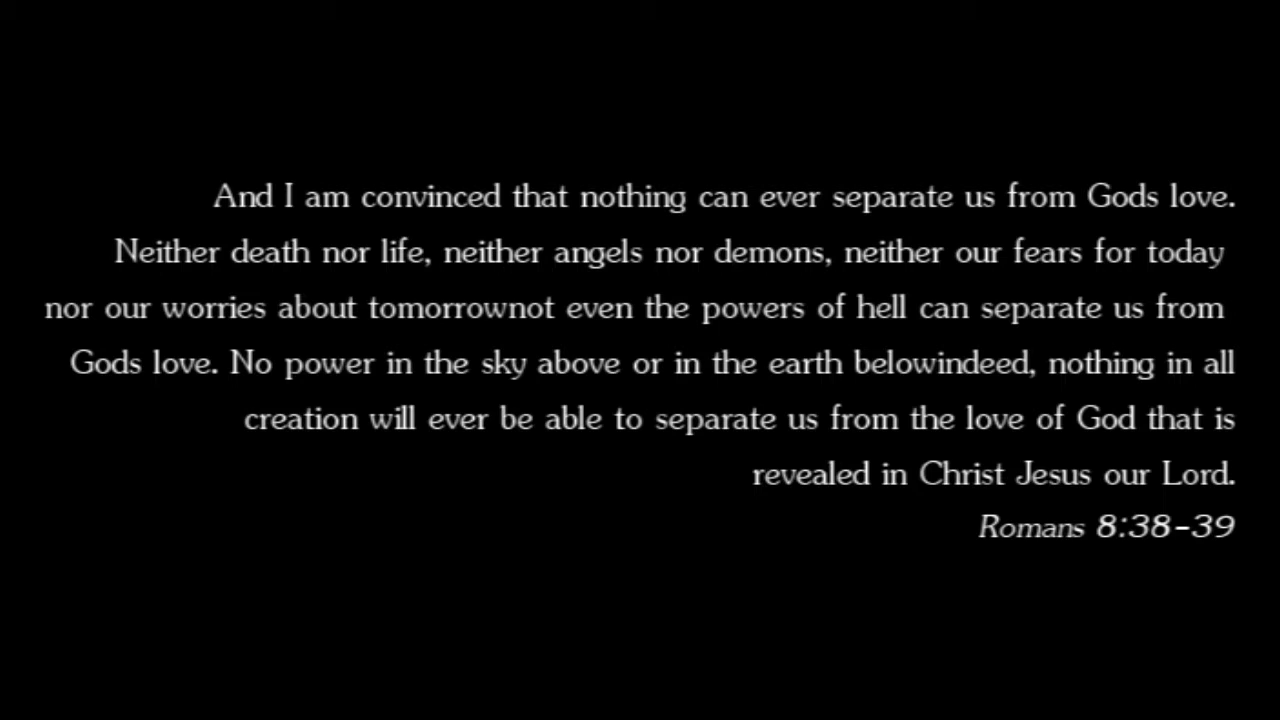 And I am convinced that nothing can ever separate us from Gods love.
Neither death nor life, neither angels nor demons, neither our fears for today
nor our worries about tomorrownot even the powers of hell can separate us from
Gods love. No power in the sky above or in the earth belowindeed, nothing in all
creation will ever be able to separate us from the love of God that is
revealed in Christ Jesus our Lord.
Romans 8:38-39